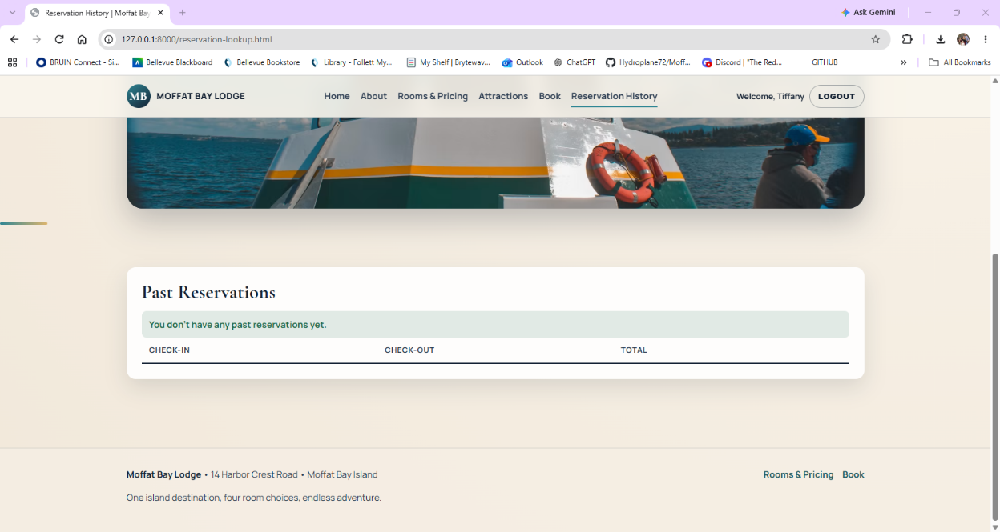 Reservation History | Moffat Bay
Ask Gemini
127.0.0.1:8000/reservation-lookup.html
BRUIN Connect - Si...
Bellevue Blackboard
Bellevue Bookstore
Library - Follett My...
My Shelf | Brytewav...
Outlook
ChatGPT
Hydroplane72/Moff...
Discord | "The Red...
GITHUB
All Bookmarks
MB
MOFFAT BAY LODGE
Home
About
Rooms & Pricing
Attractions
Book
Reservation History
Welcome, Tiffany
LOGOUT
Past Reservations
You don't have any past reservations yet.
CHECK-IN
CHECK-OUT
TOTAL
Moffat Bay Lodge • 14 Harbor Crest Road • Moffat Bay Island
Rooms & Pricing
Book
One island destination, four room choices, endless adventure.